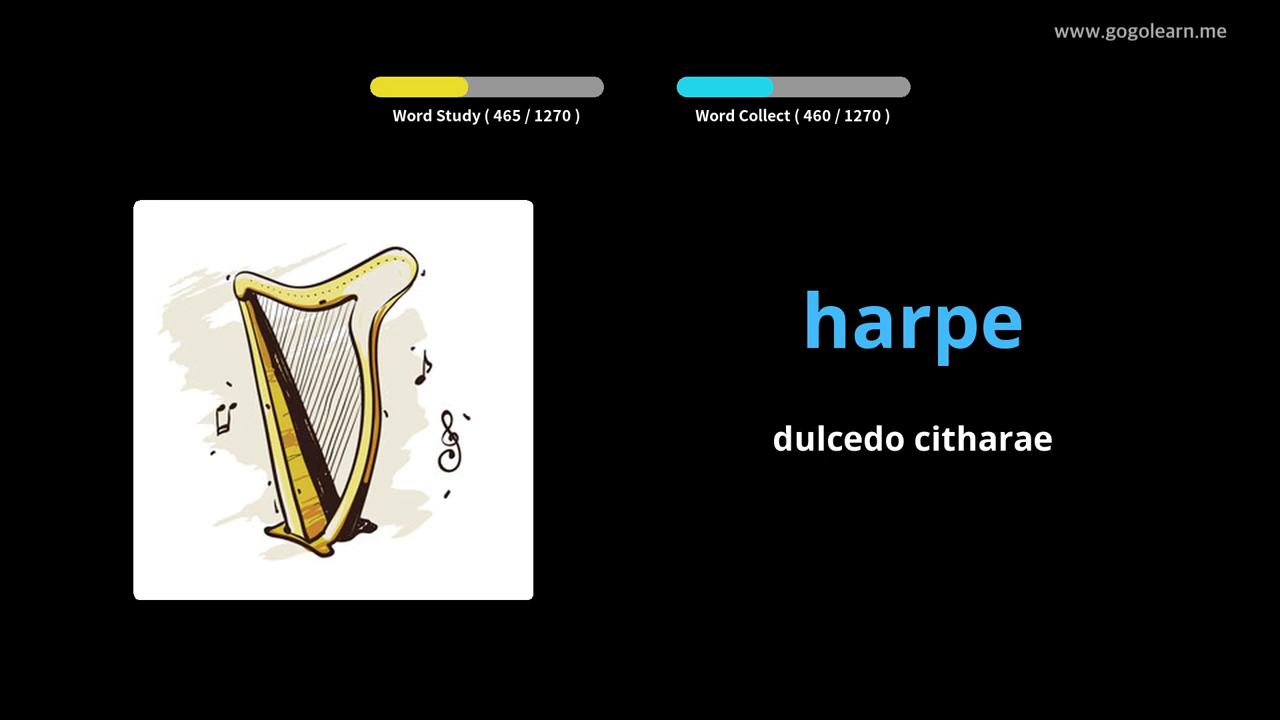 www.gogolearn.me
Word Study ( 465 / 1270 )
Word Collect ( 460 / 1270 )
harpe
dulcedo citharae